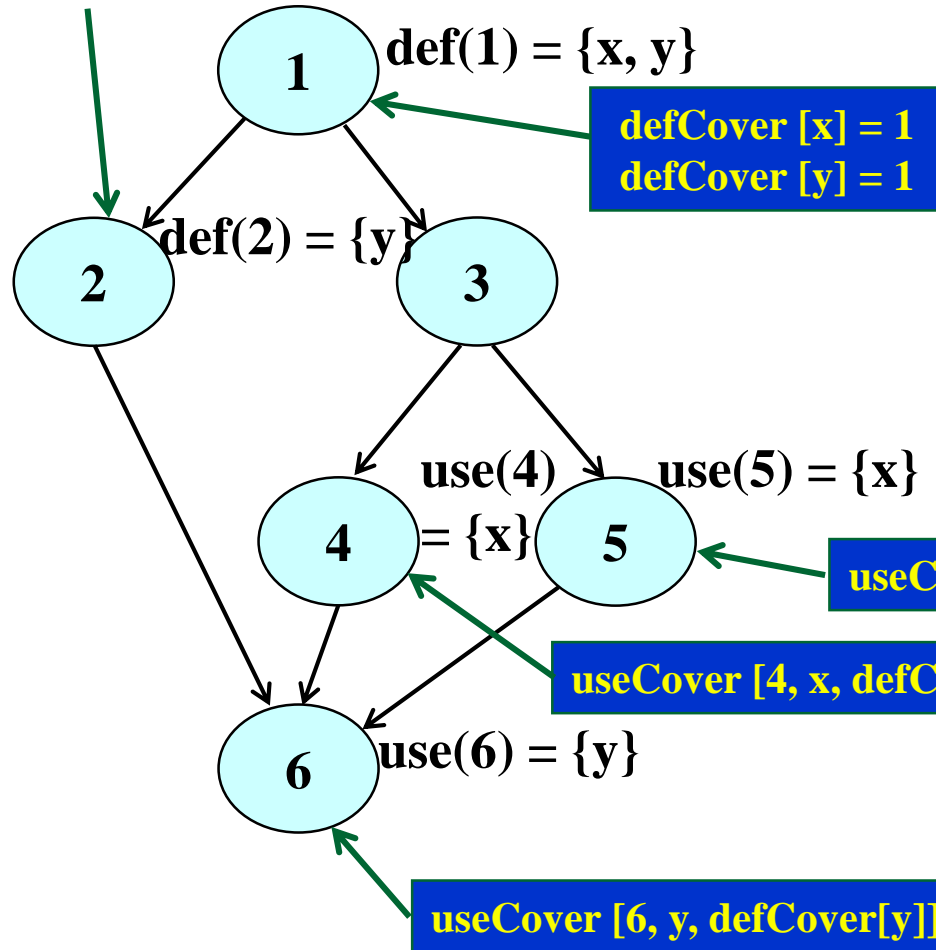 1
def(1) = {x, y}
defCover [x] = 1
defCover [y] = 1
def(2) = {y}
2
3
use(4)
= {x}
use(5) = {x}
4
5
useC
useCover [4, x, defC
6
use(6) = {y}
useCover [6, y, defCover[y]]